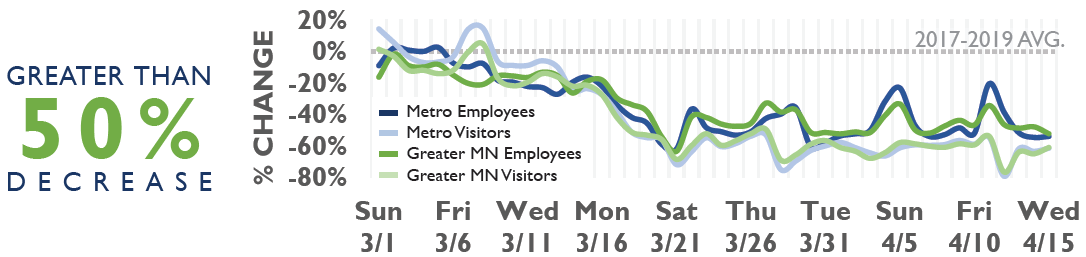 GREATER THAN
50%
DECREASE
% CHANGE
20%
0%
-20%
-40%
-60%
-80%
2017-2019 AVG.
Metro Employees
Metro Visitors
Greater MN Employees
Greater MN Visitors
Sun Fri Wed Mon Sat Thu Tue Sun Fri Wed
3/1 3/6 3/11 3/16 3/21 3/26 3/31 4/5 4/10 4/15